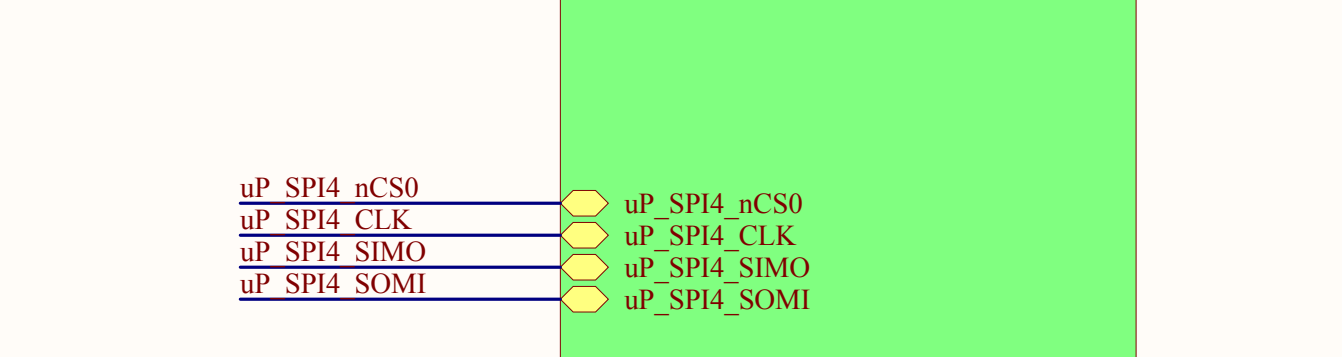 uP_SPI4_nCS0
uP_SPI4_CLK
uP_SPI4_SIMO
uP_SPI4_SOMI
uP_SPI4_nCS0
uP_SPI4_CLK
uP_SPI4_SIMO
uP_SPI4_SOMI